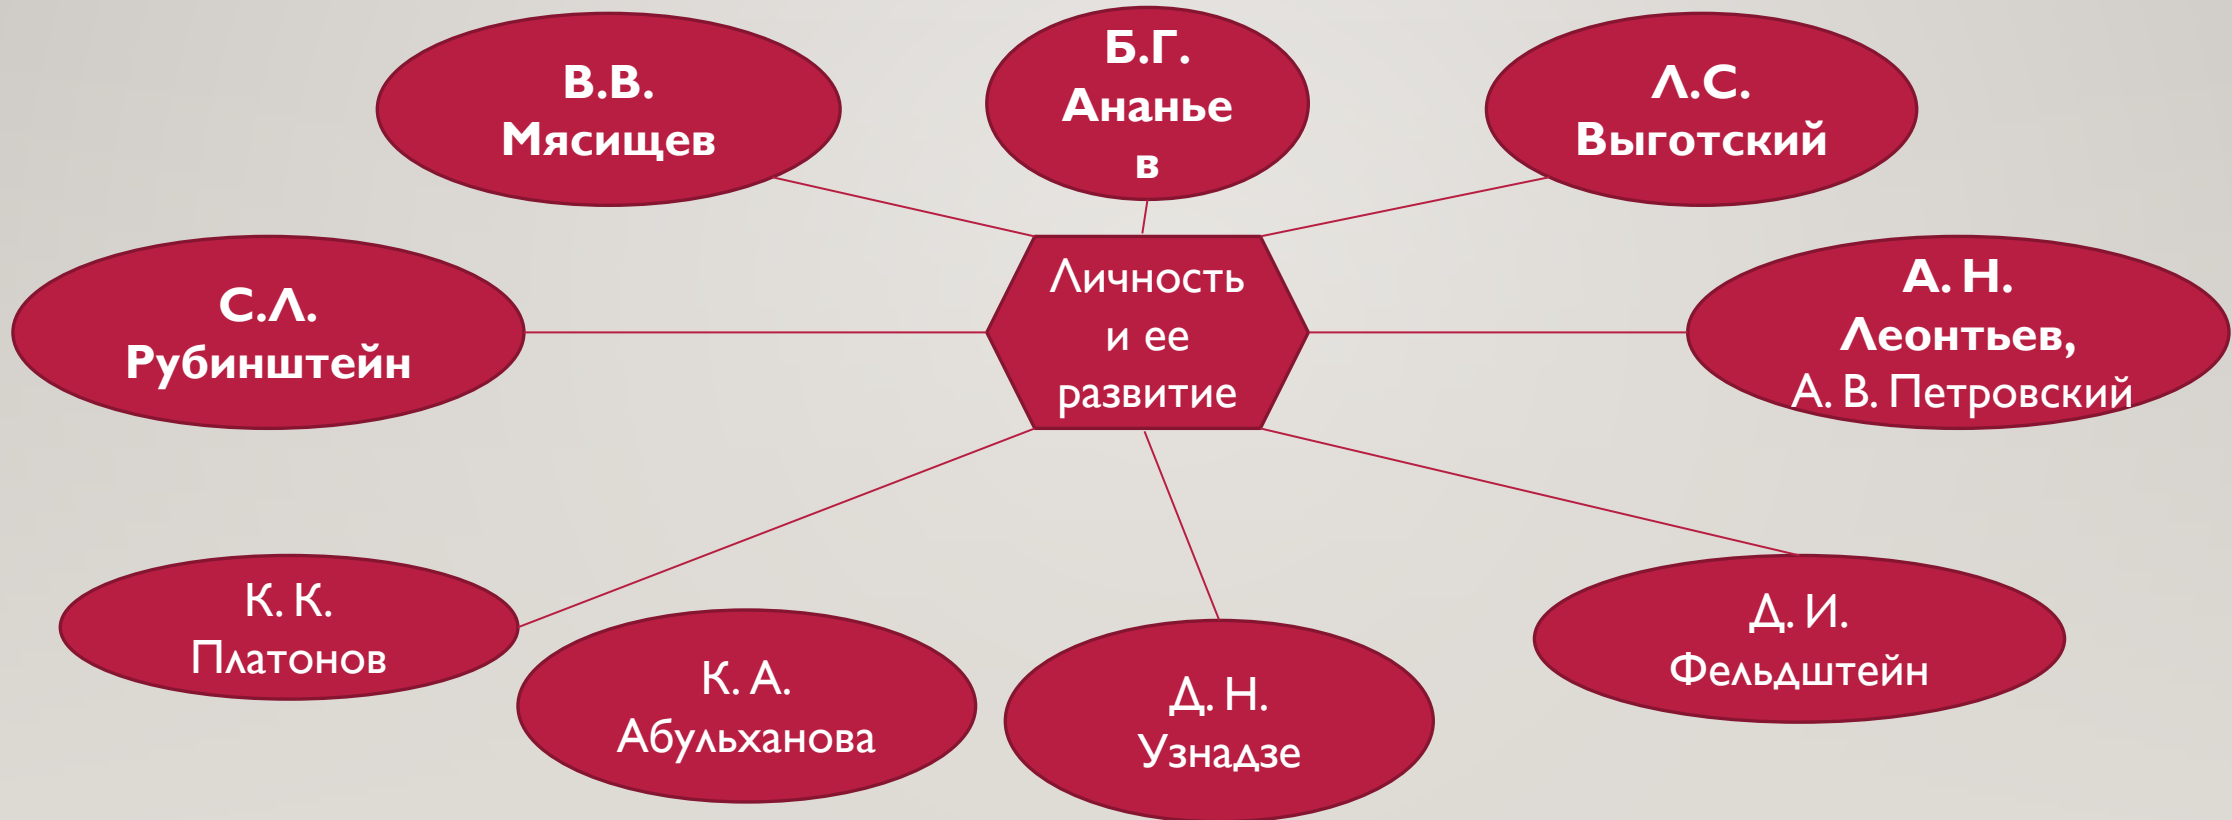 В.В.
Мясищев
Б.Г.
Ананье
в
Л.С.
Выготский
С.Л.
Рубинштейн
Личность
и ее
развитие
А. Н.
Леонтьев,
А. В. Петровский
К. К.
Платонов
К. А.
Абульханова
Д. Н.
Узнадзе
Д. И.
Фельдштейн